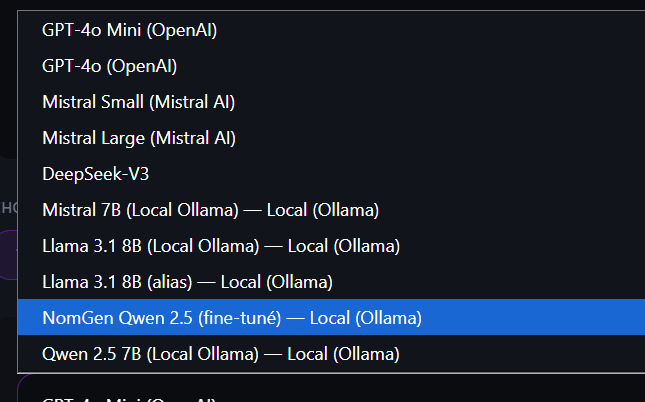 GPT-4o Mini (OpenAI)
GPT-4o (OpenAI)
Mistral Small (Mistral AI)
Mistral Large (Mistral AI)
DeepSeek-V3
Mistral 7B (Local Ollama) — Local (Ollama)
Llama 3.1 8B (Local Ollama) — Local (Ollama)
Llama 3.1 8B (alias) — Local (Ollama)
NomGen Qwen 2.5 (fine-tuné) — Local (Ollama)
Qwen 2.5 7B (Local Ollama) — Local (Ollama)
GPT-4o Mini (OpenAI)